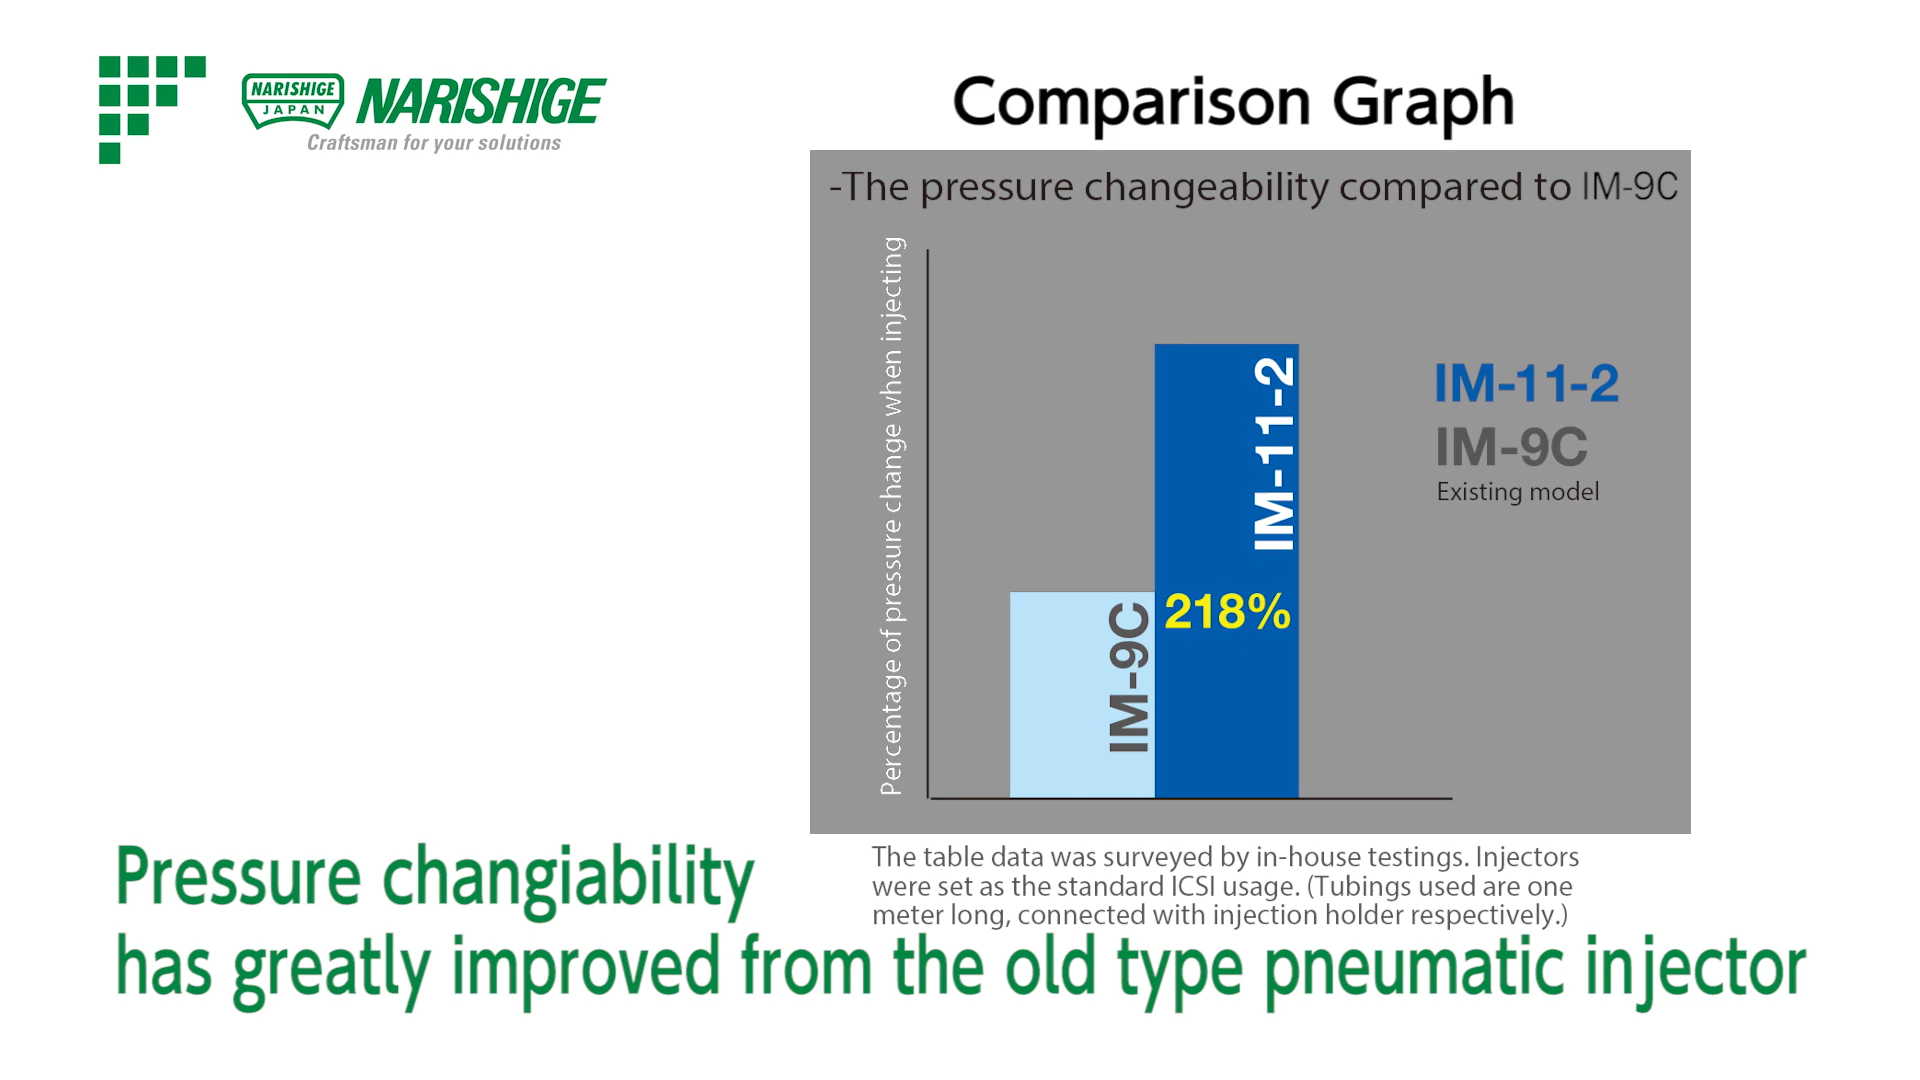 NARISHIGE
JAPAN
NARISHIGE
Craftsman for your solutions
Comparison Graph
-The pressure changeability compared to IM-9C
Percentage of pressure change when injecting
IM-9C
IM-11-2
218%
IM-11-2
IM-9C
Existing model
The table data was surveyed by in-house testings. Injectors
were set as the standard ICSI usage. (Tubings used are one
meter long, connected with injection holder respectively.)
Pressure changiability
has greatly improved from the old type pneumatic injector